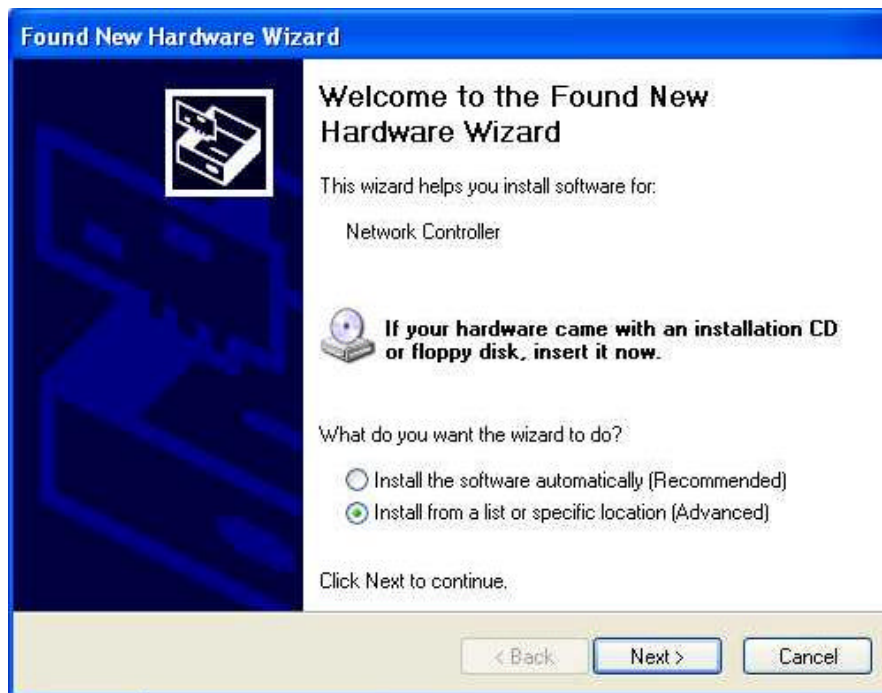 Found New Hardware Wizard
Welcome to the Found New
Hardware Wizard
This wizard helps you install software for:
Network Controller
If your hardware came with an installation CD
or floppy disk, insert it now.
What do you want the wizard to do?
Install the software automatically (Recommended)
Install from a list or specific location (Advanced)
Click Next to continue.
< Back Next > Cancel